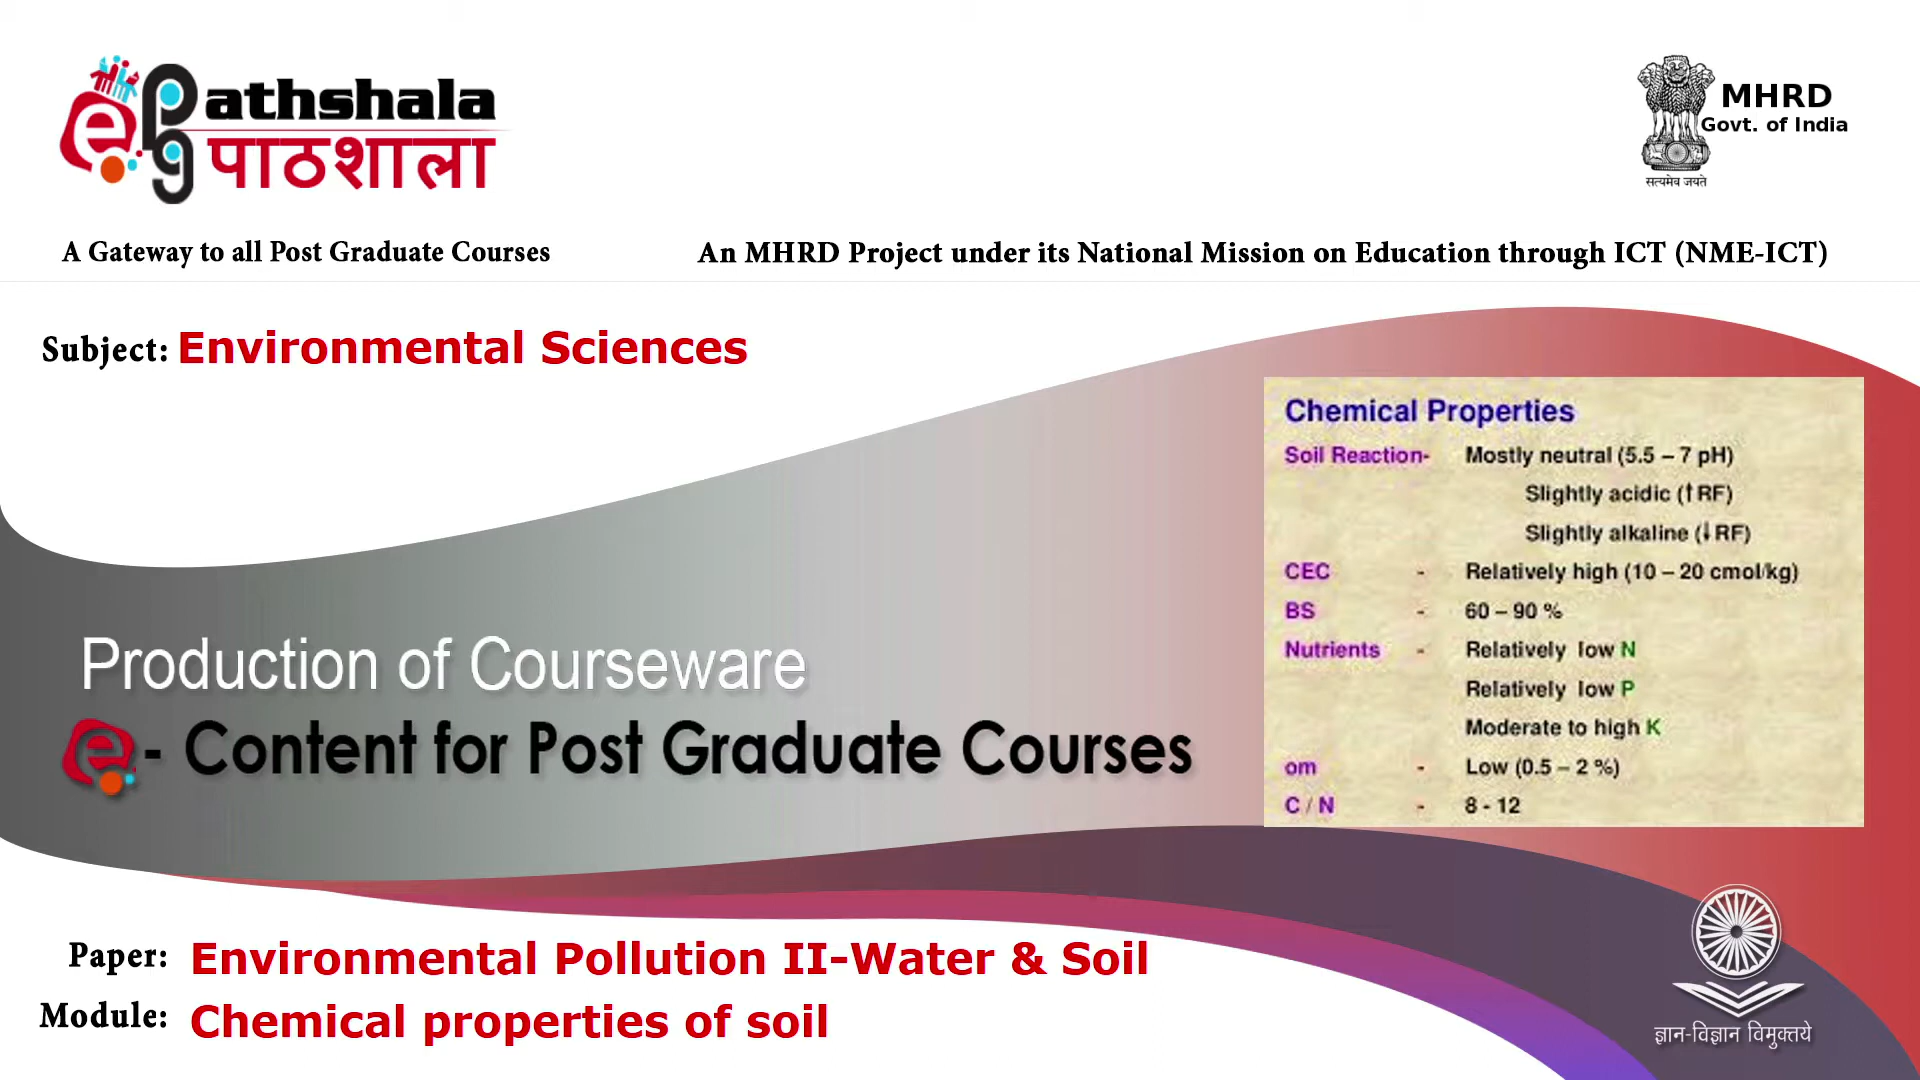 e pg Pathshala
पाठशाला
MHRD
Govt. of India
सत्यमेव जयते
A Gateway to all Post Graduate Courses
An MHRD Project under its National Mission on Education through ICT (NME-ICT)
Subject: Environmental Sciences
Chemical Properties
Soil Reaction- Mostly neutral (5.5 – 7 pH)
Slightly acidic (↑RF)
Slightly alkaline (↓RF)
CEC - Relatively high (10 – 20 cmol/kg)
BS - 60 – 90 %
Nutrients - Relatively low N
Relatively low P
Moderate to high K
om - Low (0.5 – 2 %)
C / N - 8 - 12
Production of Courseware
e - Content for Post Graduate Courses
Paper: Environmental Pollution II-Water & Soil
Module: Chemical properties of soil
ज्ञान-विज्ञान विमुक्तये